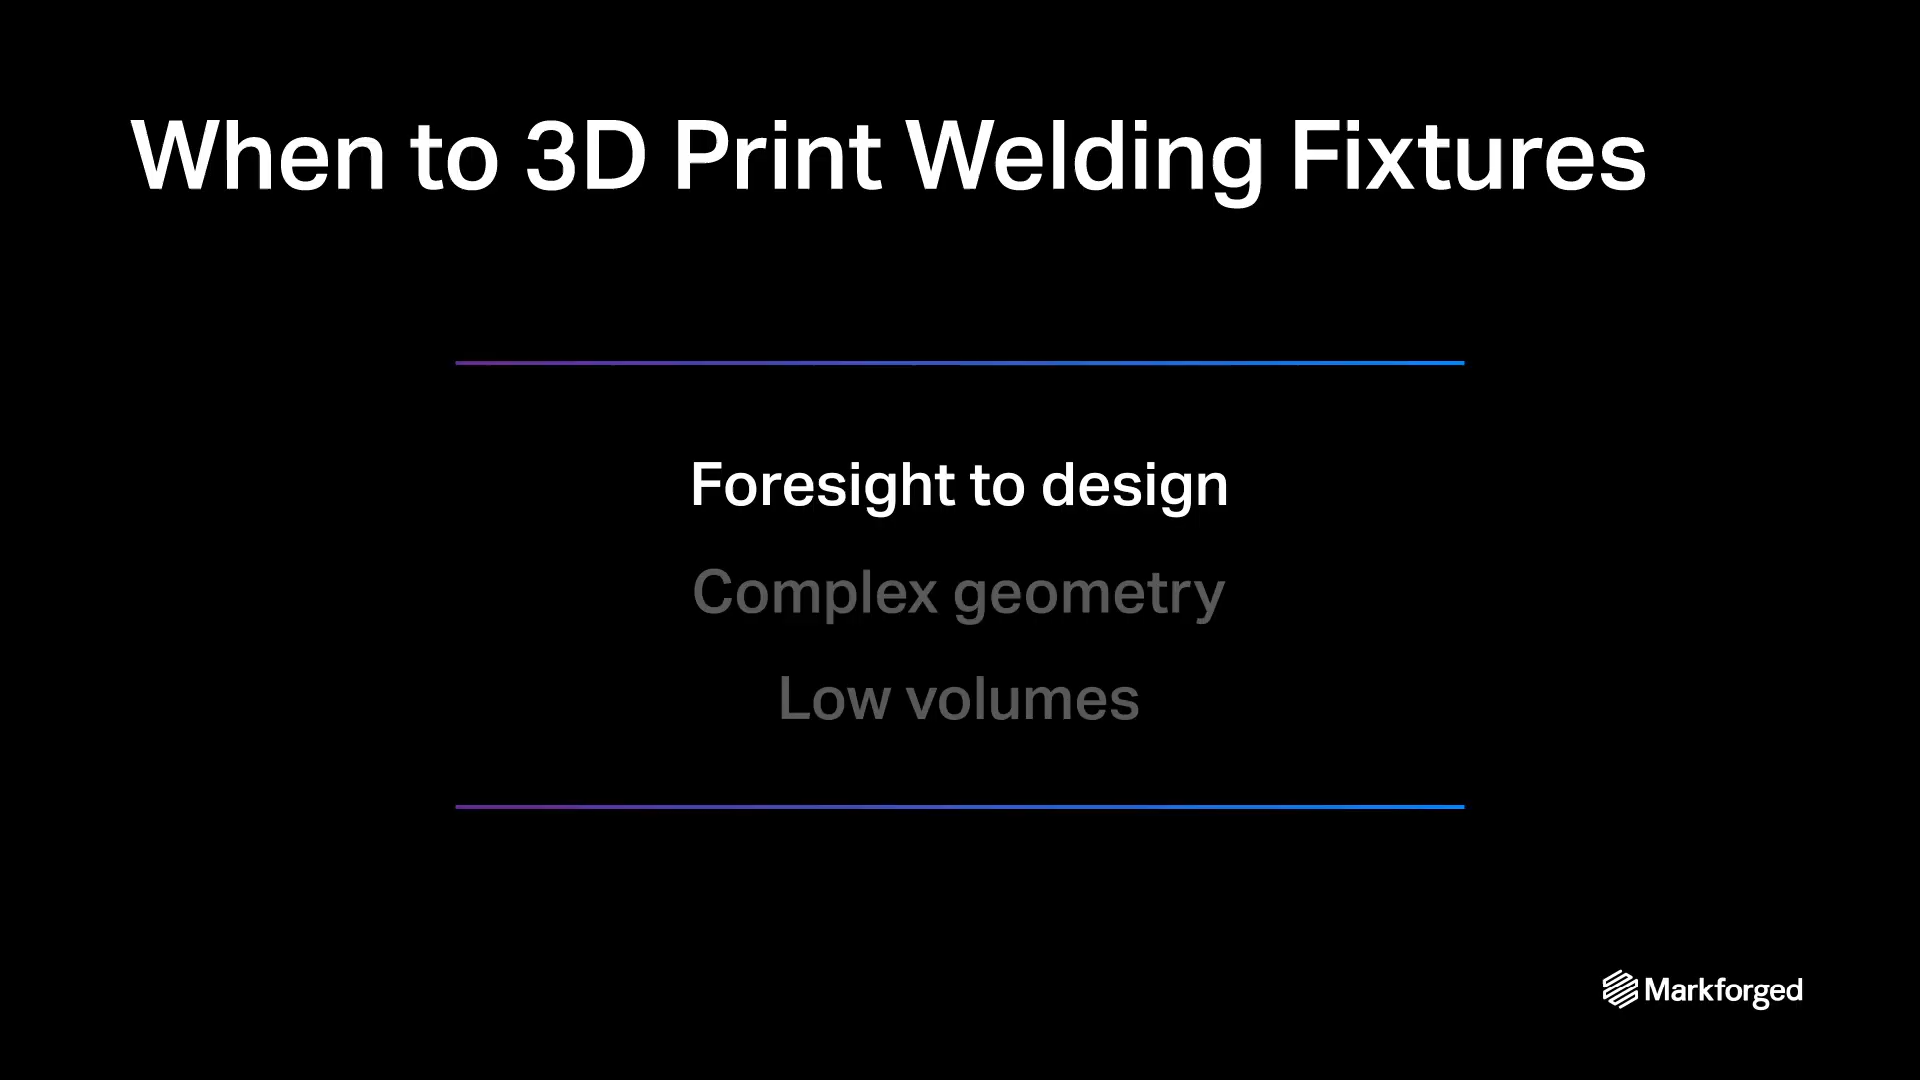 When to 3D Print Welding Fixtures
Foresight to design
Complex geometry
Low volumes
Markforged